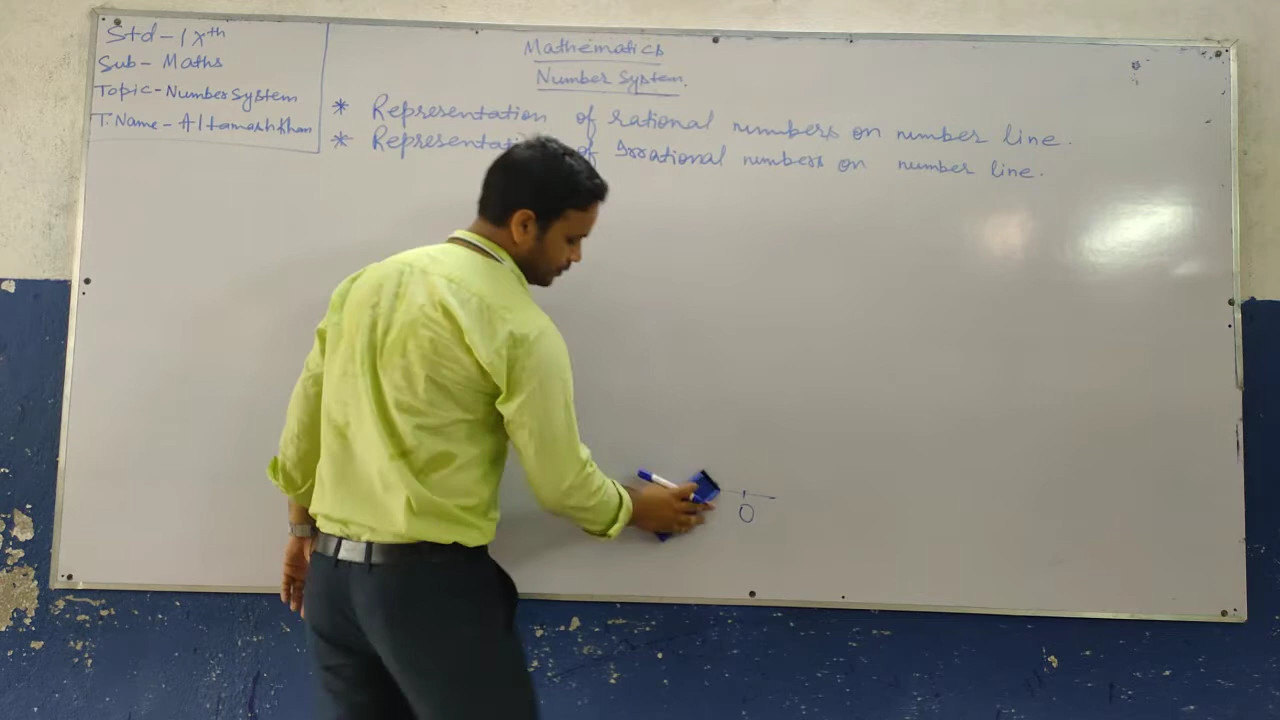 Std - IXth
Sub - Maths
Topic - Number System
T. Name - Altamash Khan
Mathematics
Number System.
* Representation of rational numbers on number line.
* Representation of Irrational numbers on number line.
0